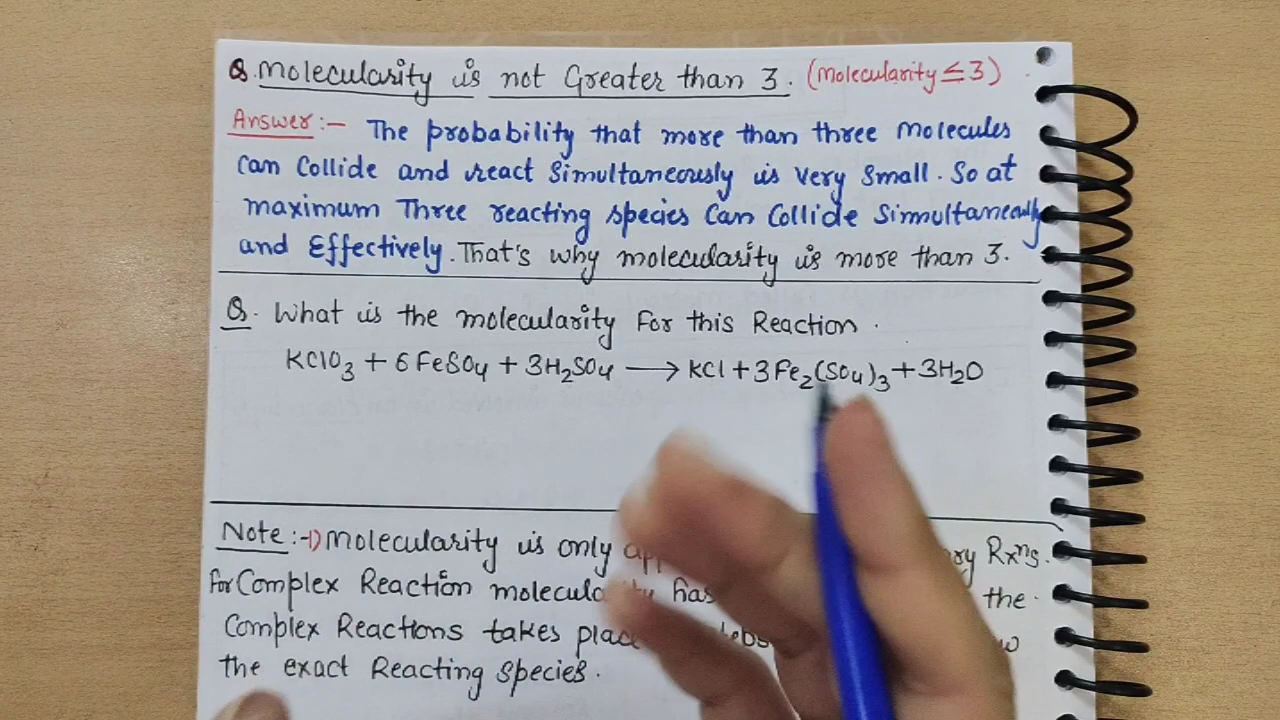 Q. Molecularity is not Greater than 3. (Molecularity ≤ 3)
Answer:- The probability that more than three Molecules
Can Collide and react Simultaneously is very Small. So at
maximum Three reacting species Can Collide Simultaneously
and Effectively. That's why molecularity is more than 3.
Q. What is the molecularity For this Reaction.
KClO₃ + 6FeSO₄ + 3H₂SO₄ → KCl + 3Fe₂(SO₄)₃ + 3H₂O
Note:-1) Molecularity is only Rxns.
For Complex Reaction has the
Complex Reactions takes
the exact Reacting Species.